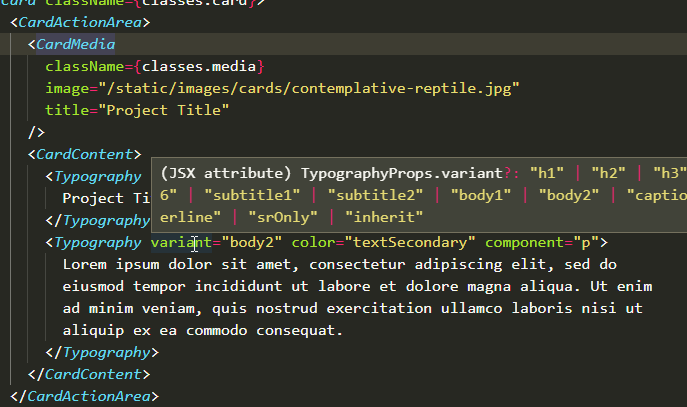 Card className={classes.card}>
<CardActionArea>
<CardMedia
className={classes.media}
image="/static/images/cards/contemplative-reptile.jpg"
title="Project Title"
/>
<CardContent>
(JSX attribute) TypographyProps.variant?: "h1" | "h2" | "h3"
<Typography
6" | "subtitle1" | "subtitle2" | "body1" | "body2" | "captio
Project Ti
erline" | "srOnly" | "inherit"
</Typography
<Typography variant="body2" color="textSecondary" component="p">
Lorem ipsum dolor sit amet, consectetur adipiscing elit, sed do
eiusmod tempor incididunt ut labore et dolore magna aliqua. Ut enim
ad minim veniam, quis nostrud exercitation ullamco laboris nisi ut
aliquip ex ea commodo consequat.
</Typography>
</CardContent>
</CardActionArea>